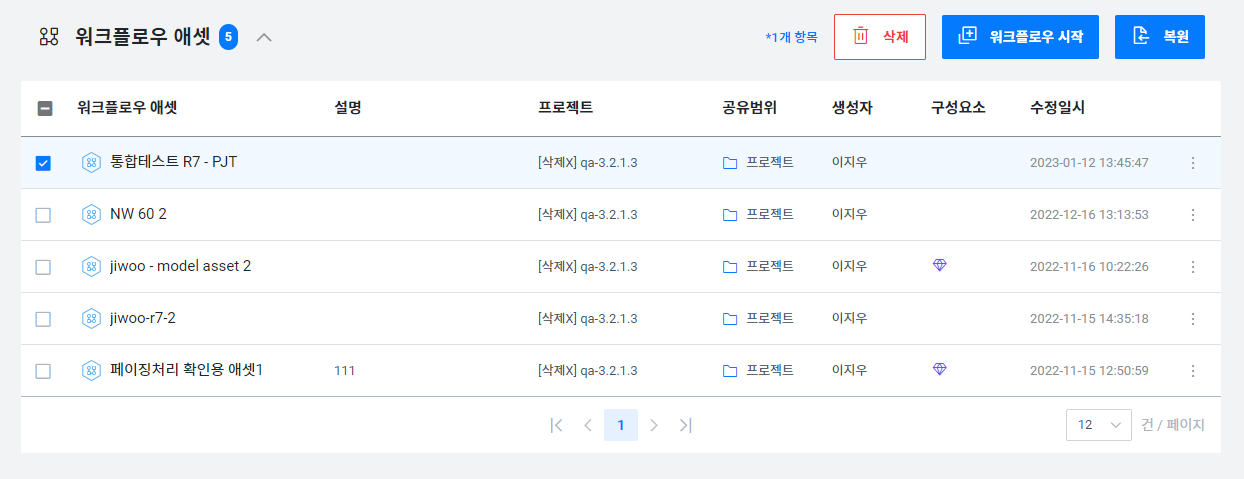 워크플로우 애셋 5 *1개 항목 삭제 워크플로우 시작 복원
워크플로우 애셋 설명 프로젝트 공유범위 생성자 구성요소 수정일시
통합테스트 R7 - PJT [삭제X] qa-3.2.1.3 프로젝트 이지우 2023-01-12 13:45:47
NW 60 2 [삭제X] qa-3.2.1.3 프로젝트 이지우 2022-12-16 13:13:53
jiwoo - model asset 2 [삭제X] qa-3.2.1.3 프로젝트 이지우 2022-11-16 10:22:26
jiwoo-r7-2 [삭제X] qa-3.2.1.3 프로젝트 이지우 2022-11-15 14:35:18
페이징처리 확인용 애셋1 111 [삭제X] qa-3.2.1.3 프로젝트 이지우 2022-11-15 12:50:59
1 12 건 / 페이지